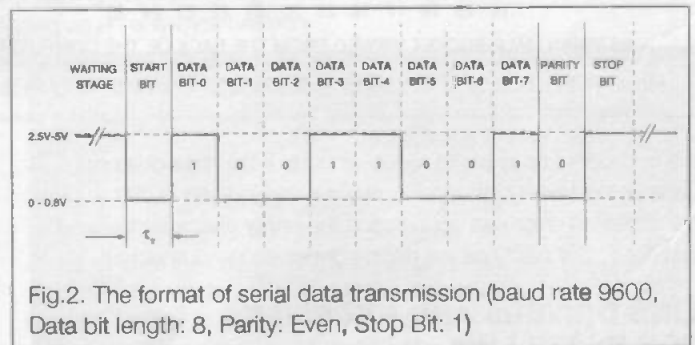 WAITING START DATA DATA DATA DATA DATA DATA DATA DATA PARITY STOP
STAGE BIT BIT-0 BIT-1 BIT-2 BIT-3 BIT-4 BIT-5 BIT-6 BIT-7 BIT BIT
2.5V-5V
1 0 0 1 1 0 0 1 0
0 - 0.8V
Fig.2. The format of serial data transmission (baud rate 9600,
Data bit length: 8, Parity: Even, Stop Bit: 1)